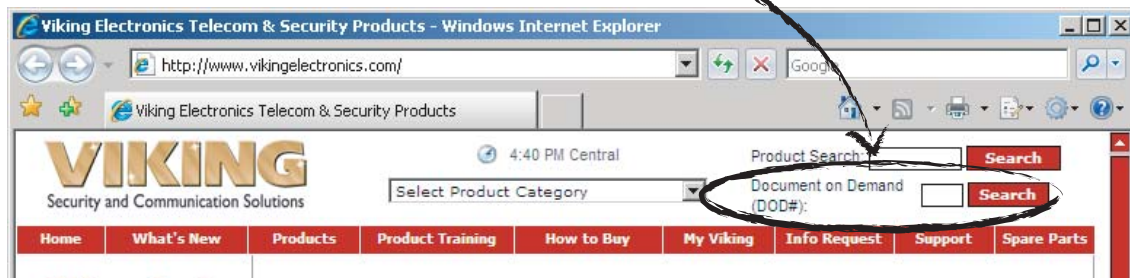 Viking Electronics Telecom & Security Products - Windows Internet Explorer
http://www.vikingelectronics.com/
Google
Viking Electronics Telecom & Security Products
VIKING
Security and Communication Solutions
4:40 PM Central
Product Search:
Search
Select Product Category
Document on Demand
(DOD#):
Search
Home What's New Products Product Training How to Buy My Viking Info Request Support Spare Parts